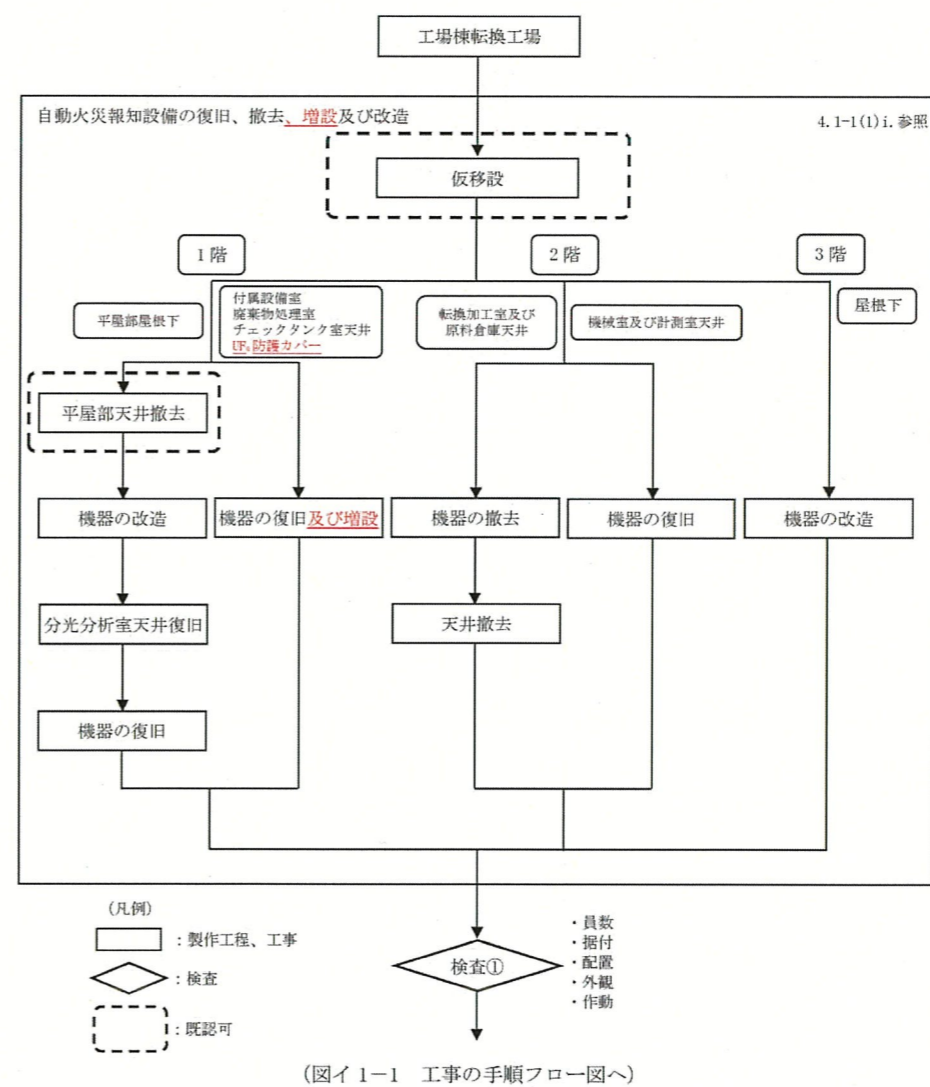 工場棟転換工場
自動火災報知設備の復旧、撤去、増設及び改造
4.1-1(1)i.参照
仮移設
1階
2階
3階
平屋部屋根下
付属設備室
廃棄物処理室
チェックタンク室天井
UF₆防護カバー
転換加工室及び
原料倉庫天井
機械室及び計測室天井
屋根下
平屋部天井撤去
機器の改造
機器の復旧及び増設
機器の撤去
機器の復旧
機器の改造
分光分析室天井復旧
天井撤去
機器の復旧
(凡例)
:製作工程、工事
:検査
:既認可
検査①
・員数
・据付
・配置
・外観
・作動
(図イ1-1 工事の手順フロー図へ)